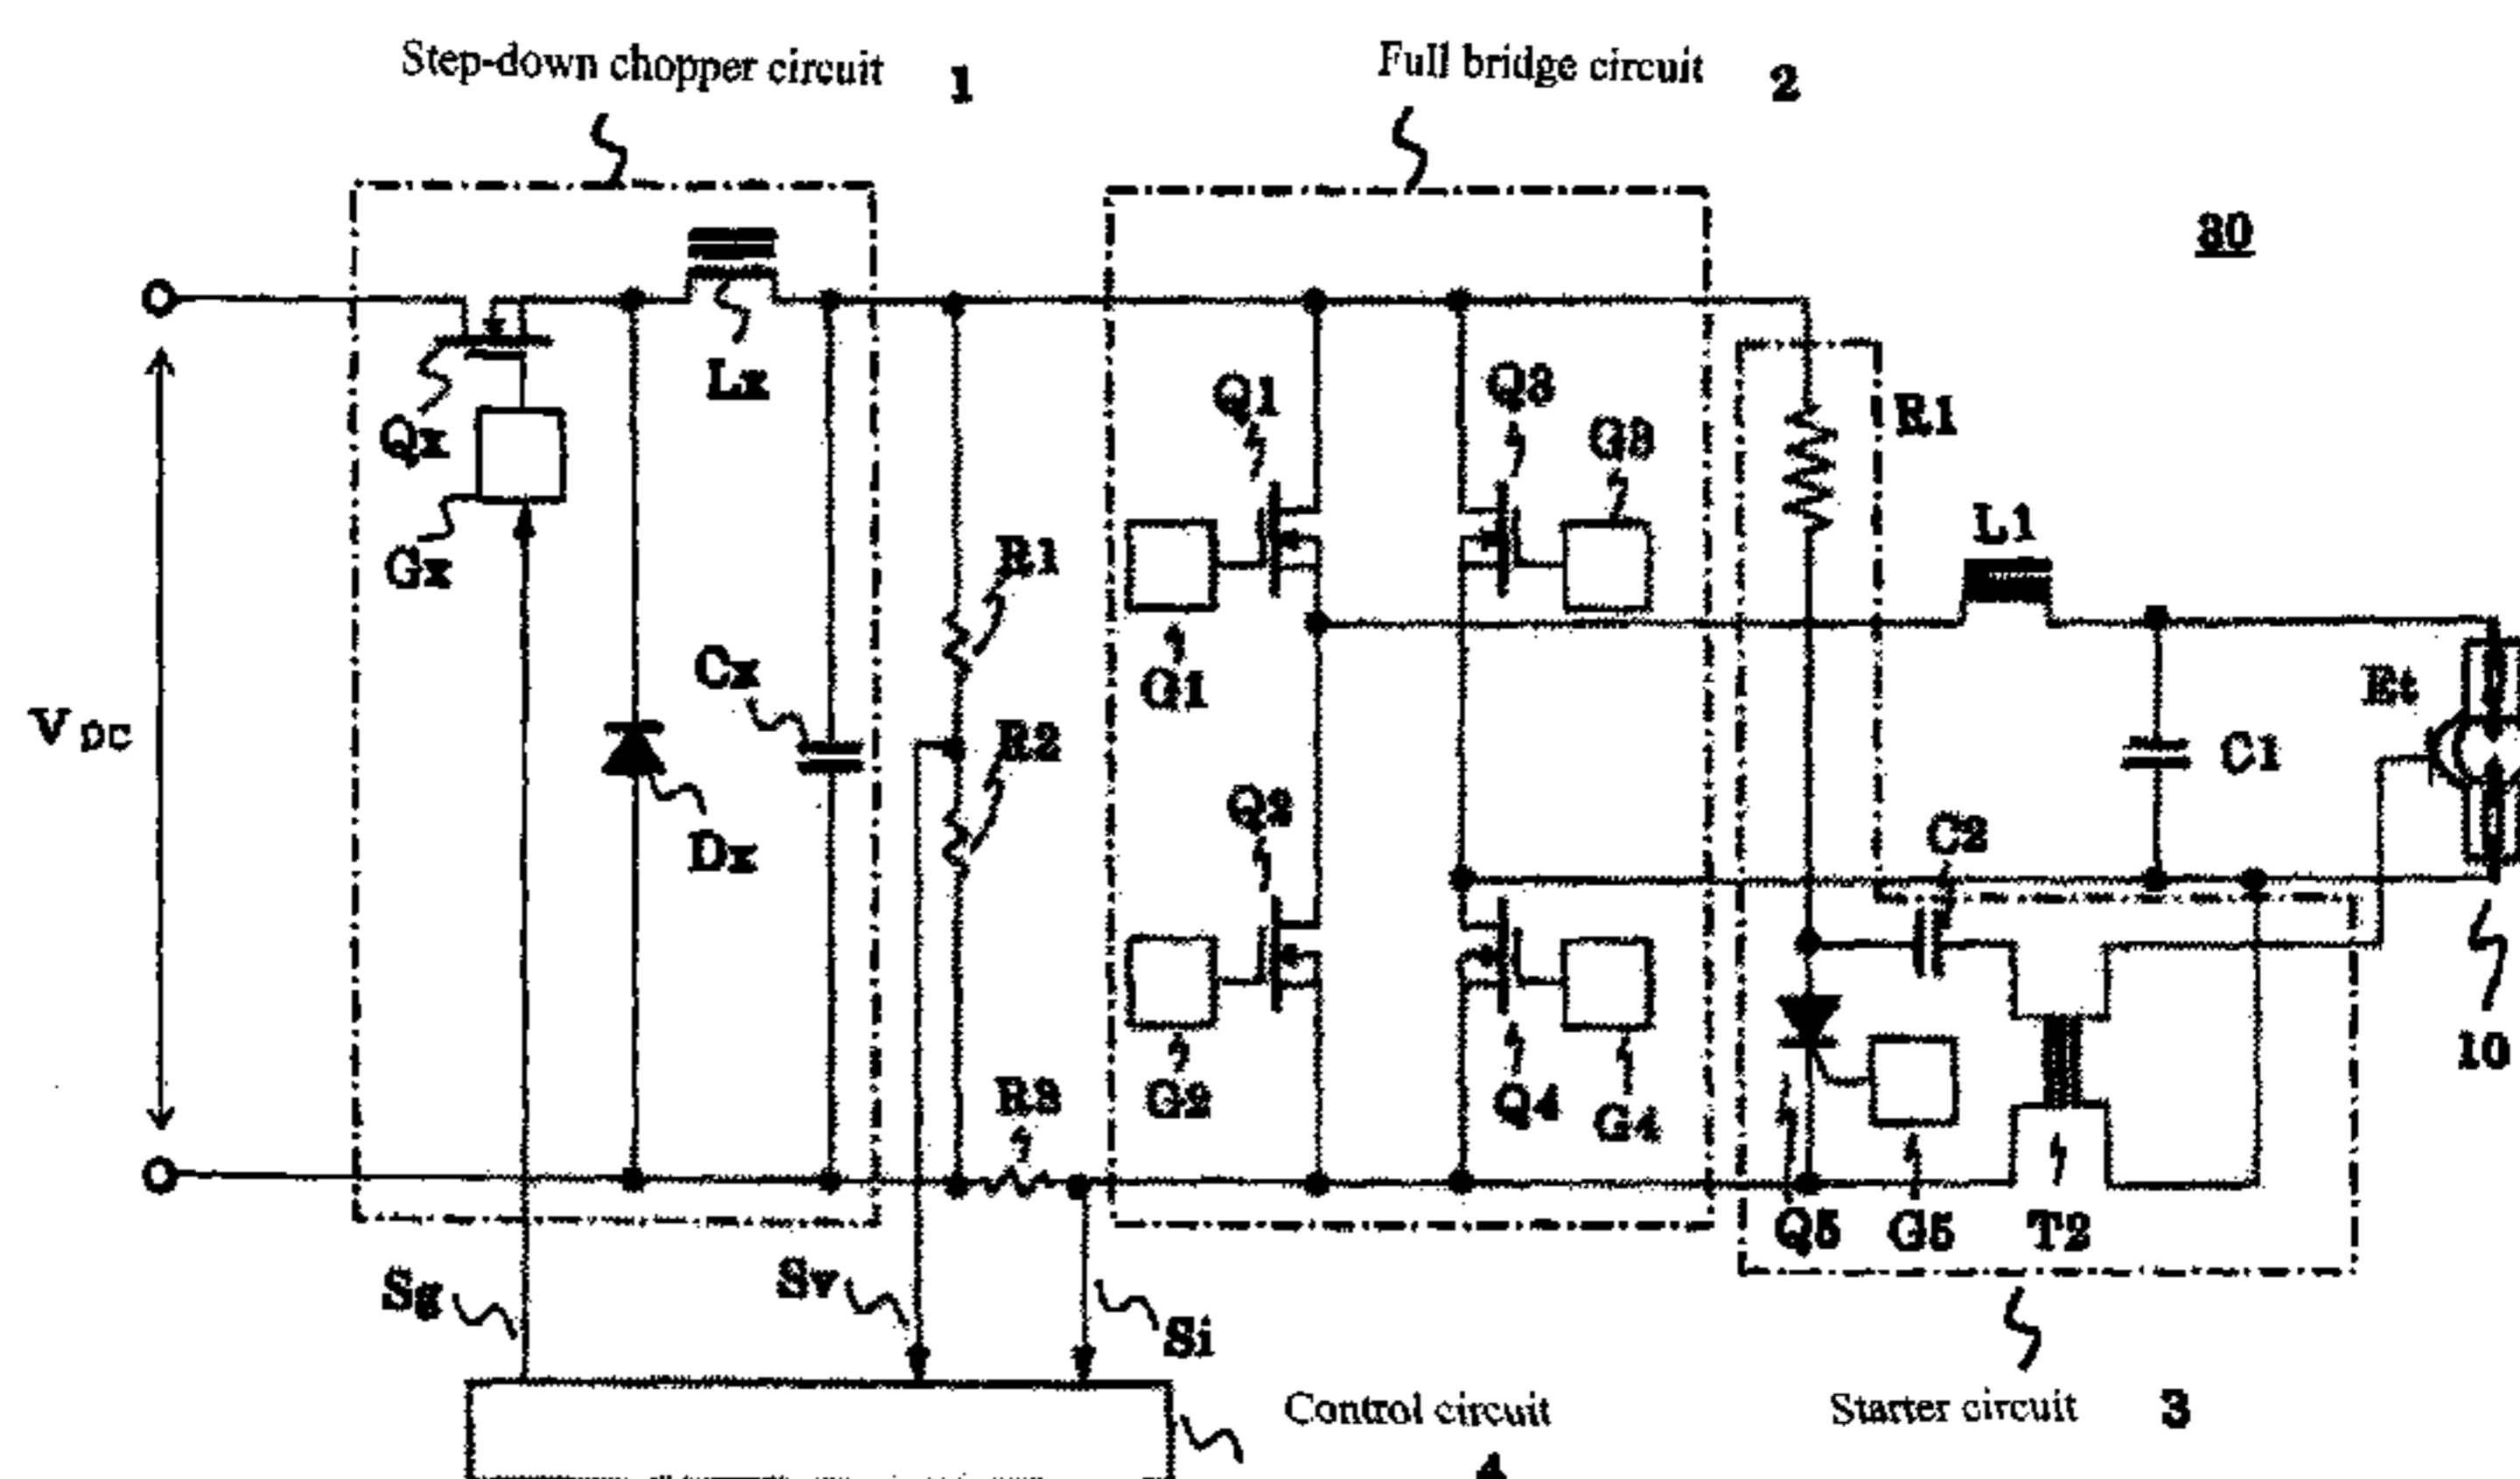 Step-down chopper circuit 1
Full bridge circuit 2
30
Lx
Qx
Gx
Q1
Q3
G3
R1
L1
R1
Cx
G1
Et
VDC
R2
C1
Q2
C2
Dx
10
R3
G2
Q4
G4
Q5
G5
T2
Sg
Sv
Si
Control circuit
Starter circuit 3
4